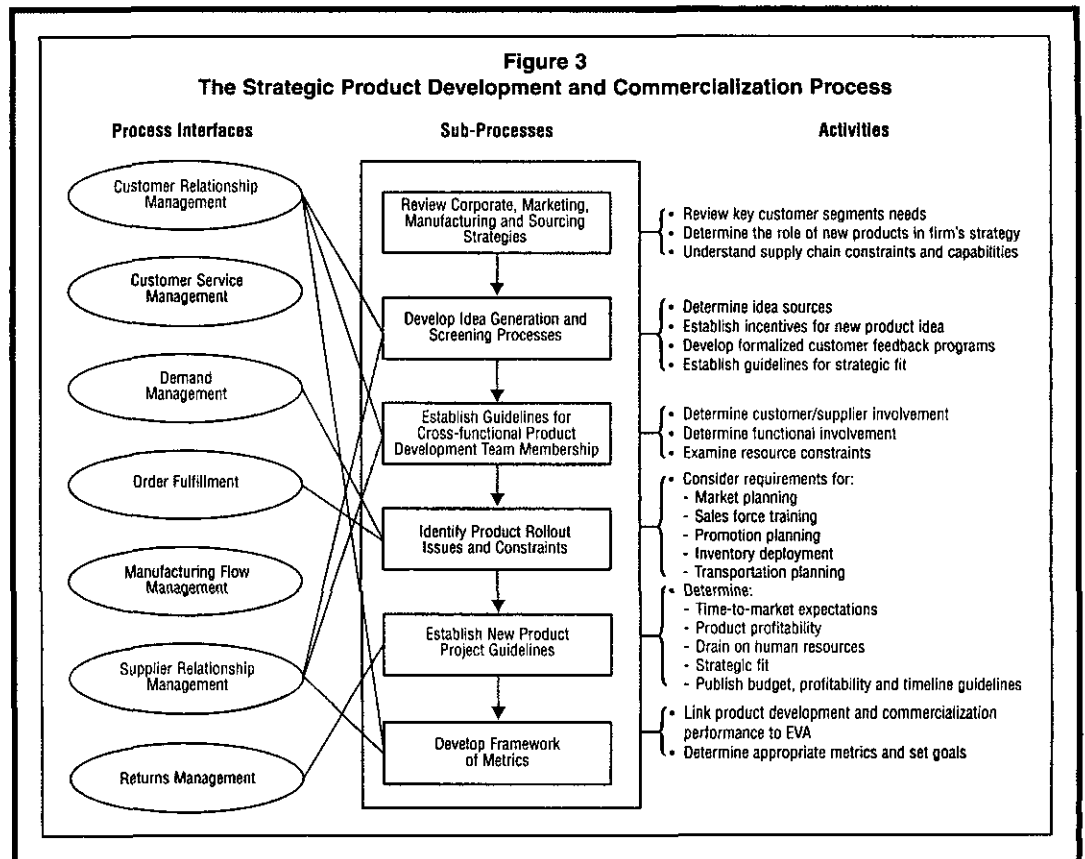 Figure 3
The Strategic Product Development and Commercialization Process
Process Interfaces
Sub-Processes
Activities
Customer Relationship
Management
Customer Service
Management
Demand
Management
Order Fulfillment
Manufacturing Flow
Management
Supplier Relationship
Management
Returns Management
Review Corporate, Marketing,
Manufacturing and Sourcing
Strategies
Develop Idea Generation and
Screening Processes
Establish Guidelines for
Cross-functional Product
Development Team Membership
Identify Product Rollout
Issues and Constraints
Establish New Product
Project Guidelines
Develop Framework
of Metrics
• Review key customer segments needs
• Determine the role of new products in firm's strategy
• Understand supply chain constraints and capabilities
• Determine idea sources
• Establish incentives for new product idea
• Develop formalized customer feedback programs
• Establish guidelines for strategic fit
• Determine customer/supplier involvement
• Determine functional involvement
• Examine resource constraints
• Consider requirements for:
- Market planning
- Sales force training
- Promotion planning
- Inventory deployment
- Transportation planning
• Determine:
- Time-to-market expectations
- Product profitability
- Drain on human resources
- Strategic fit
- Publish budget, profitability and timeline guidelines
• Link product development and commercialization
performance to EVA
• Determine appropriate metrics and set goals